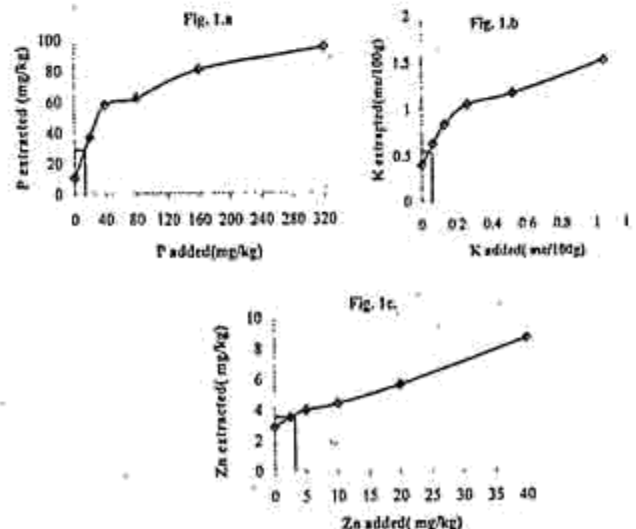 Fig. 1.a
P extracted (mg/kg)
100
80
60
40
20
0
0 40 80 120 160 200 240 280 320
P added(mg/kg)
Fig. 1.b
K extracted(me/100g)
2
1.5
1
0.5
0
0 0.2 0.4 0.6 0.8 1 1
K added( me/100g)
Fig. 1c.
Zn extracted( mg/kg)
10
8
6
4
2
0
0 5 10 15 20 25 30 35 40
Zn added( mg/kg)